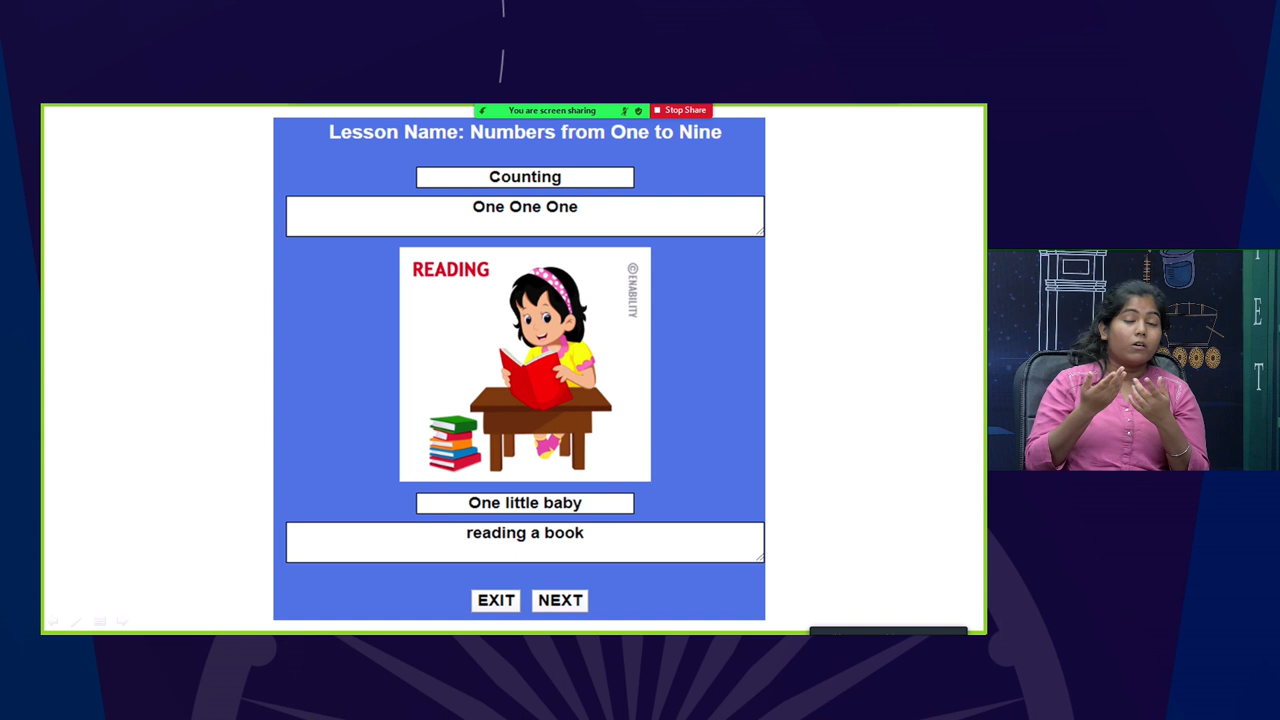 You are screen sharing
Stop Share
Lesson Name: Numbers from One to Nine
Counting
One One One
READING
©ENABILITY
One little baby
reading a book
EXIT
NEXT
E
T